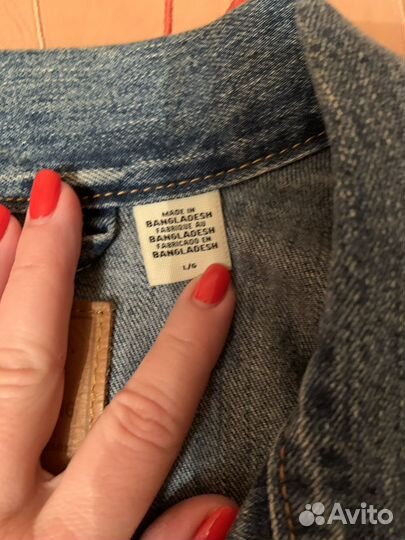 MADE IN
BANGLADESH
FABRIQUE AU
BANGLADESH
FABRICADO EN
BANGLADESH
L/G
Avito